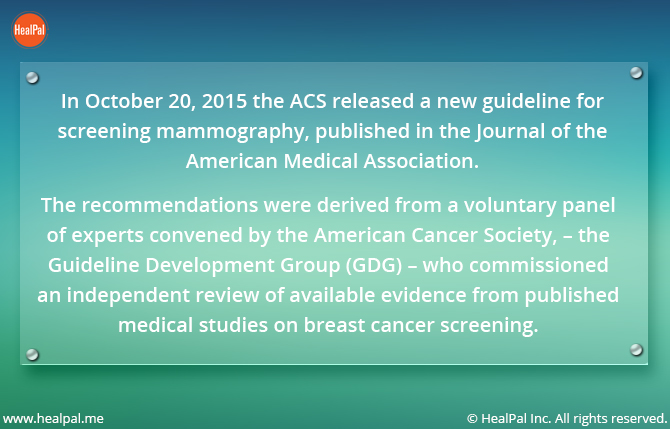 HealPal
In October 20, 2015 the ACS released a new guideline for
screening mammography, published in the Journal of the
American Medical Association.
The recommendations were derived from a voluntary panel
of experts convened by the American Cancer Society, – the
Guideline Development Group (GDG) – who commissioned
an independent review of available evidence from published
medical studies on breast cancer screening.
www.healpal.me
© HealPal Inc. All rights reserved.